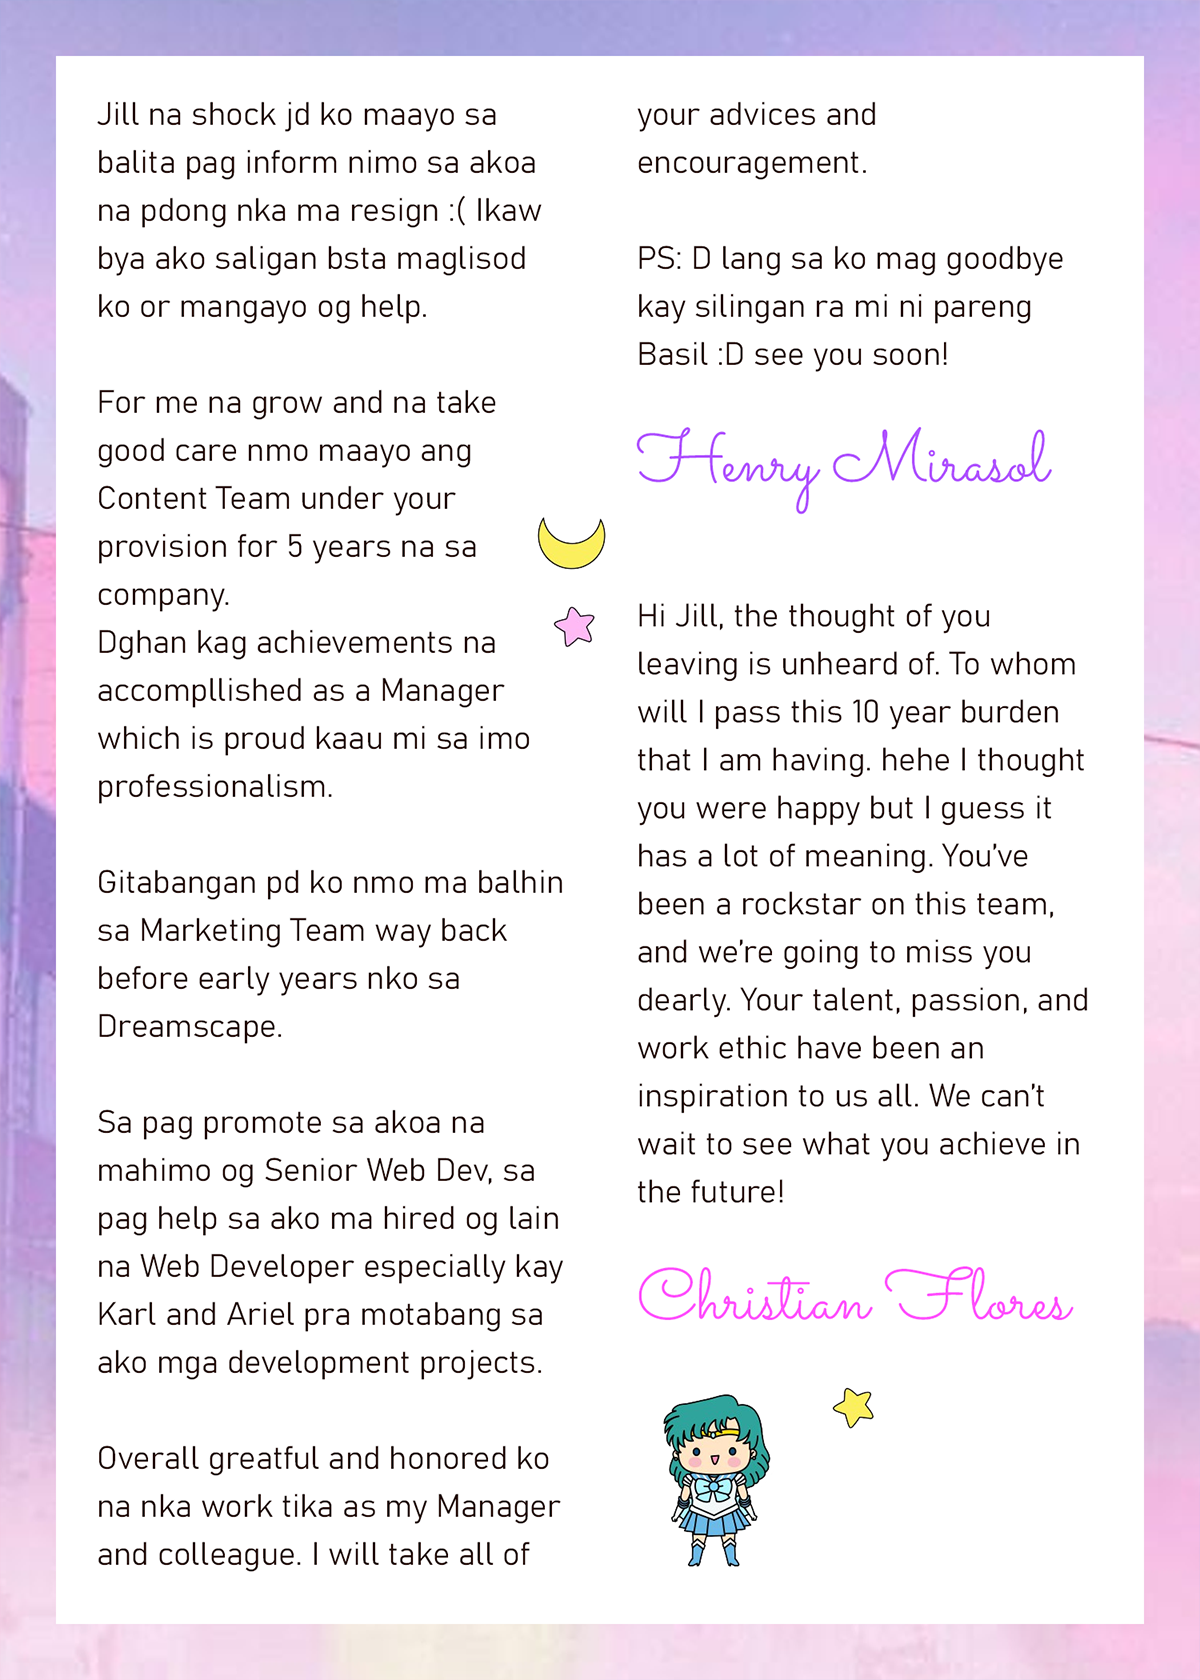 Jill na shock jd ko maayo sa
balita pag inform nimo sa akoa
na pdong nka ma resign :( Ikaw
bya ako saligan bsta maglisod
ko or mangayo og help.
For me na grow and na take
good care nmo maayo ang
Content Team under your
provision for 5 years na sa
company.
Dghan kag achievements na
accompllished as a Manager
which is proud kaau mi sa imo
professionalism.
Gitabangan pd ko nmo ma balhin
sa Marketing Team way back
before early years nko sa
Dreamscape.
Sa pag promote sa akoa na
mahimo og Senior Web Dev, sa
pag help sa ako ma hired og lain
na Web Developer especially kay
Karl and Ariel pra motabang sa
ako mga development projects.
Overall greatful and honored ko
na nka work tika as my Manager
and colleague. I will take all of
your advices and
encouragement.
PS: D lang sa ko mag goodbye
kay silingan ra mi ni pareng
Basil :D see you soon!
Henry Mirasol
Hi Jill, the thought of you
leaving is unheard of. To whom
will I pass this 10 year burden
that I am having. hehe I thought
you were happy but I guess it
has a lot of meaning. You've
been a rockstar on this team,
and we're going to miss you
dearly. Your talent, passion, and
work ethic have been an
inspiration to us all. We can't
wait to see what you achieve in
the future!
Christian Flores